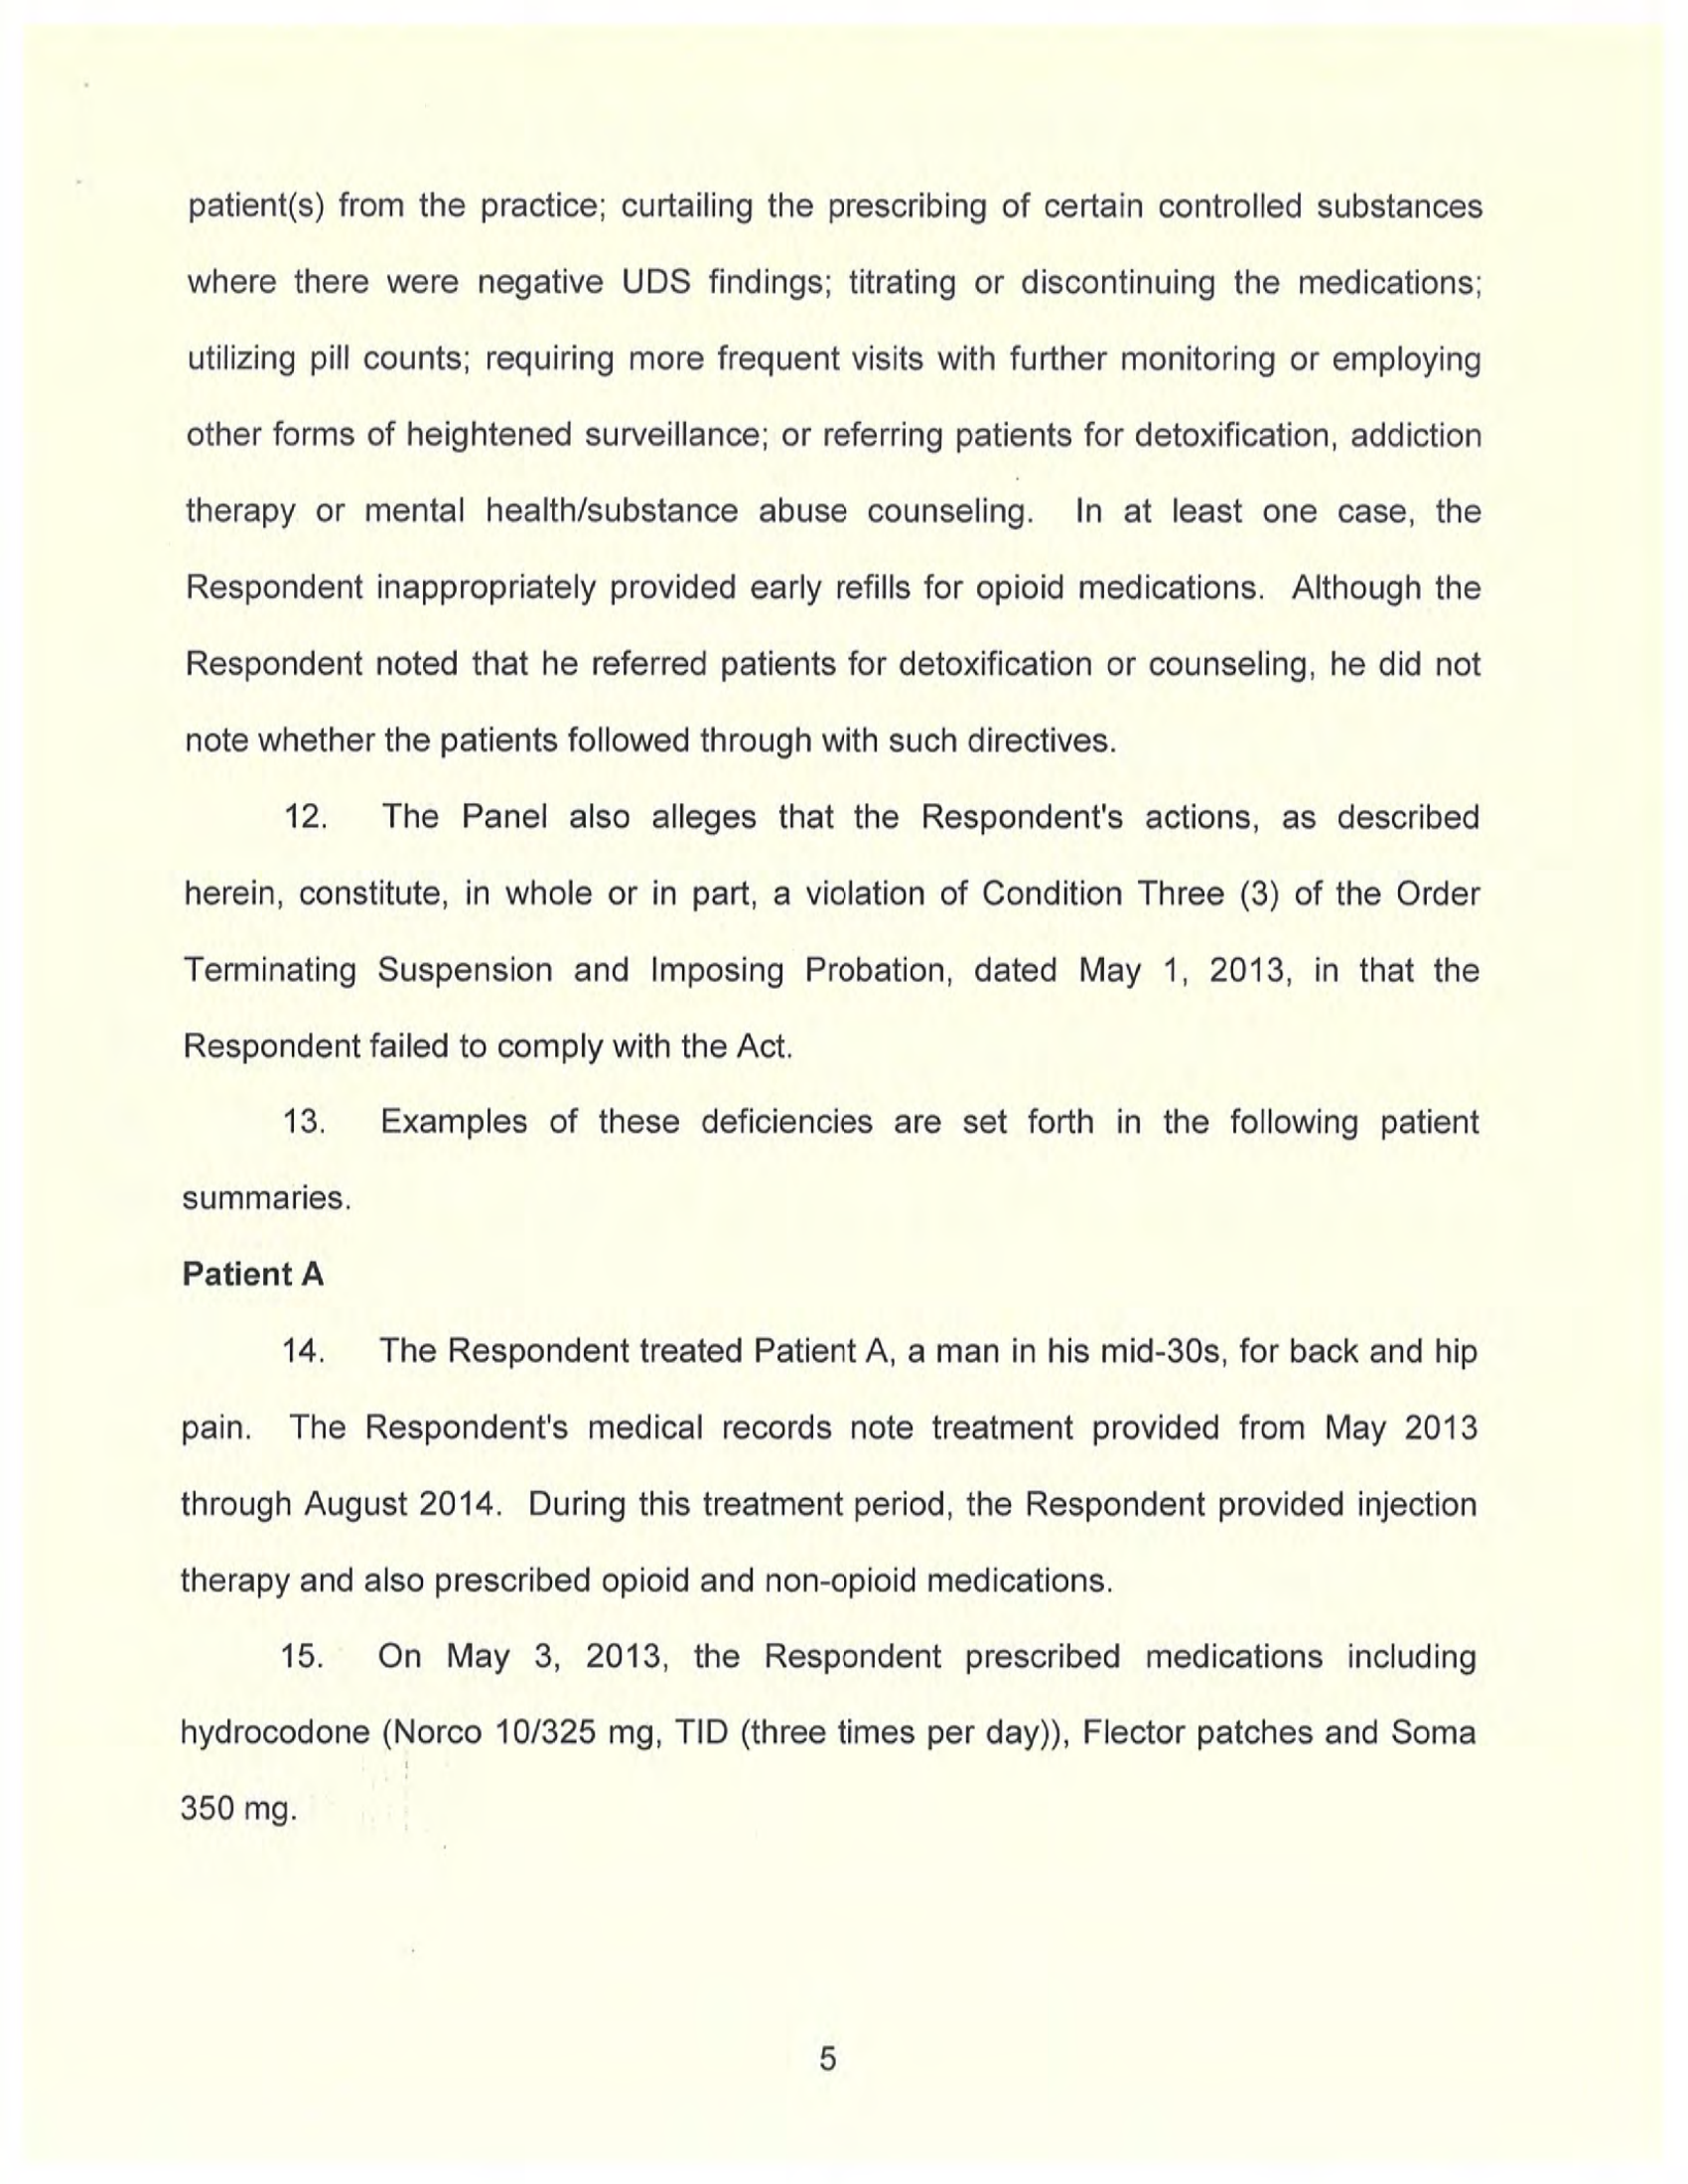 patient(s) from the practice; curtailing the prescribing of certain controlled substances
where there were negative UDS findings; titrating or discontinuing the medications;
utilizing pill counts; requiring more frequent visits with further monitoring or employing
other forms of heightened surveillance; or referring patients for detoxification, addiction
therapy or mental health/substance abuse counseling. In at least one case, the
Respondent inappropriately provided early refills for opioid medications. Although the
Respondent noted that he referred patients for detoxification or counseling, he did not
note whether the patients followed through with such directives.
12. The Panel also alleges that the Respondent's actions, as described
herein, constitute, in whole or in part, a violation of Condition Three (3) of the Order
Terminating Suspension and Imposing Probation, dated May 1, 2013, in that the
Respondent failed to comply with the Act.
13. Examples of these deficiencies are set forth in the following patient
summaries.
Patient A
14. The Respondent treated Patient A, a man in his mid-30s, for back and hip
pain. The Respondent's medical records note treatment provided from May 2013
through August 2014. During this treatment period, the Respondent provided injection
therapy and also prescribed opioid and non-opioid medications.
15. On May 3, 2013, the Respondent prescribed medications including
hydrocodone (Norco 10/325 mg, TID (three times per day)), Flector patches and Soma
350 mg.
5